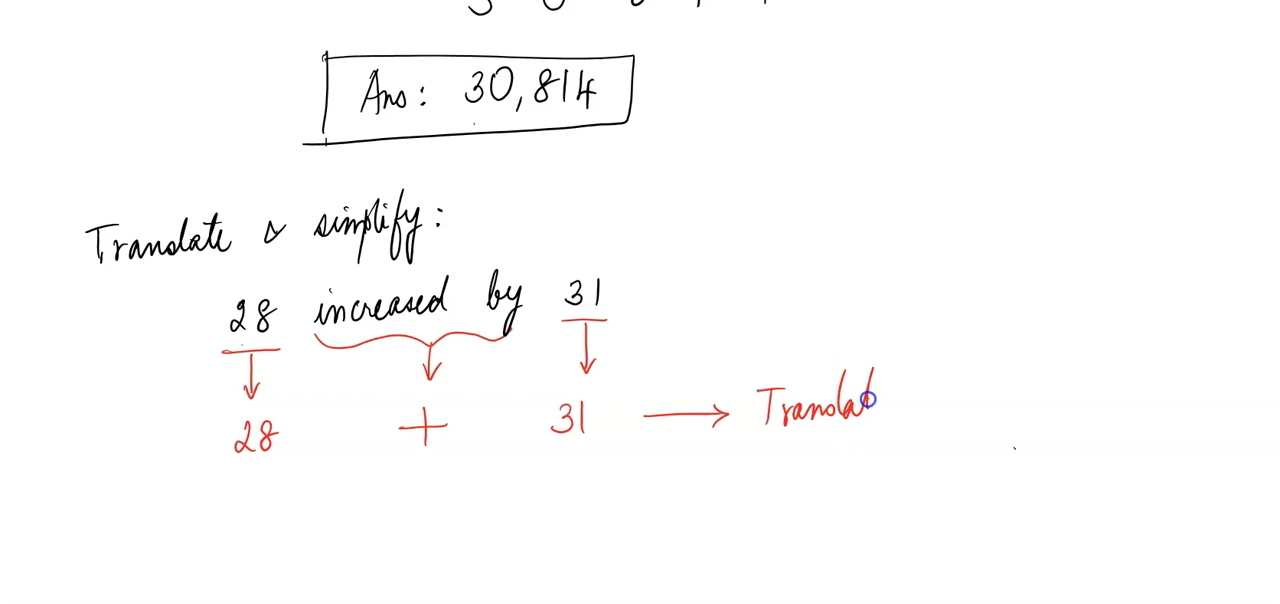 Ans: 30,814
Translate & simplify:
28 increased by 31
28 + 31 → Translat